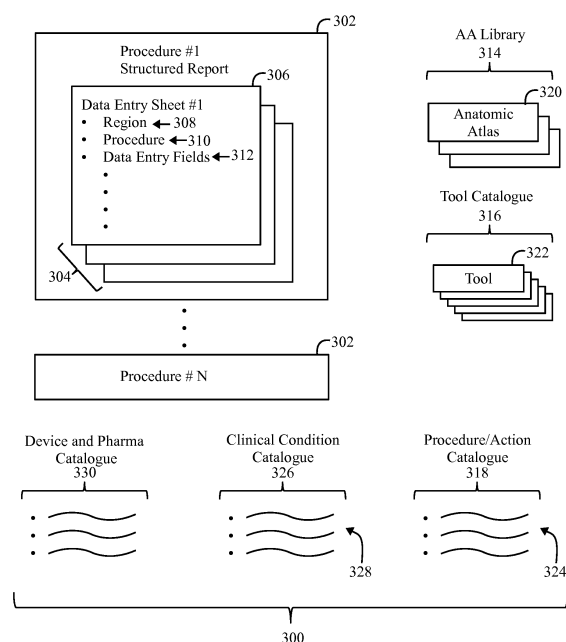 302
Procedure #1
Structured Report
306
Data Entry Sheet #1
• Region 308
• Procedure 310
• Data Entry Fields 312
304
302
Procedure # N
AA Library
314
320
Anatomic
Atlas
Tool Catalogue
316
322
Tool
Device and Pharma
Catalogue
330
Clinical Condition
Catalogue
326
328
Procedure/Action
Catalogue
318
324
300